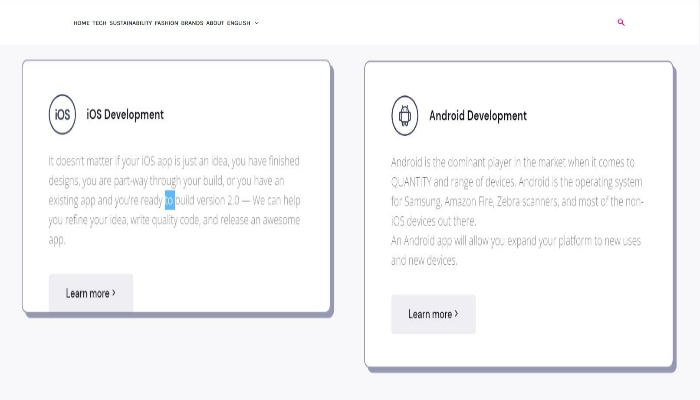 HOME TECH SUSTAINABILITY FASHION BRANDS ABOUT ENGLISH
iOS iOS Development
It doesn't matter if your iOS app is just an idea, you have finished
designs, you are part-way through your build, or you have an
existing app and you're ready to build version 2.0 — We can help
you refine your idea, write quality code, and release an awesome
app.
Learn more >
Android Development
Android is the dominant player in the market when it comes to
QUANTITY and range of devices. Android is the operating system
for Samsung, Amazon Fire, Zebra scanners, and most of the non-
iOS devices out there.
An Android app will allow you expand your platform to new uses
and new devices.
Learn more >